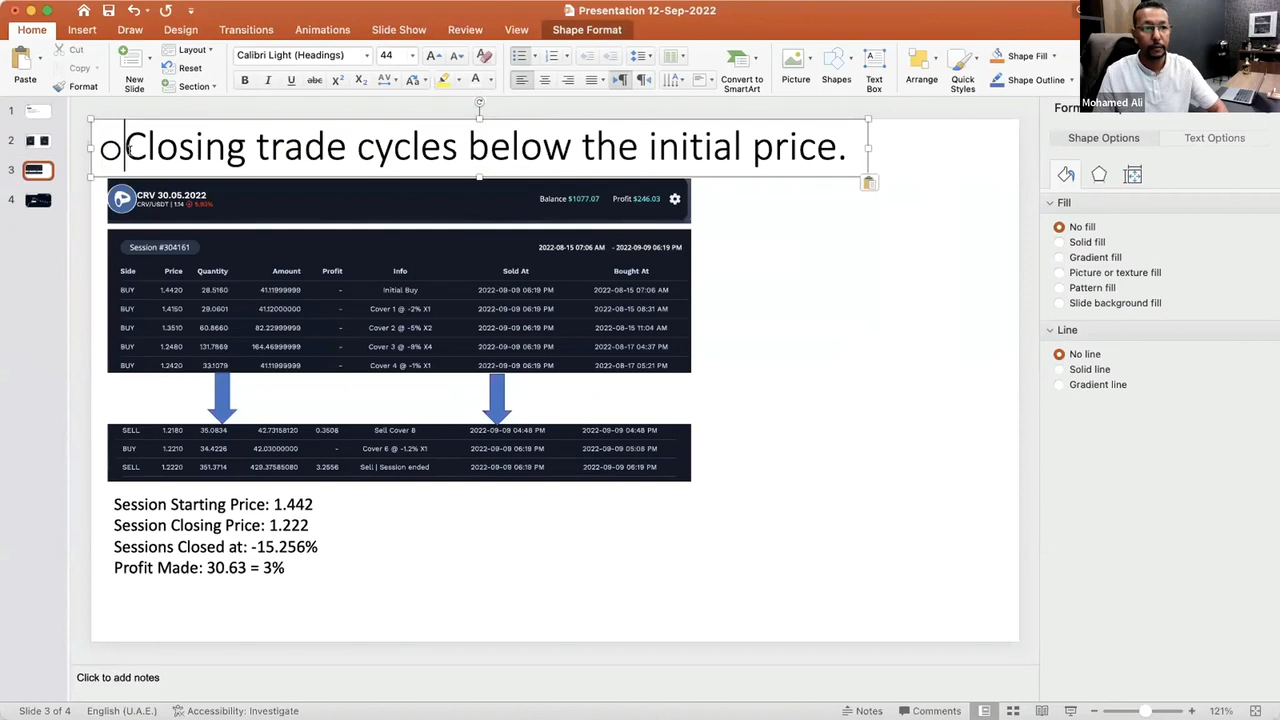 Presentation 12-Sep-2022
Home Insert Draw Design Transitions Animations Slide Show Review View Shape Format
Paste Cut Copy Format
New Slide Layout Reset Section
Calibri Light (Headings) 44
Convert to SmartArt
Picture Shapes Text Box Arrange Quick Styles Shape Fill Shape Outline
Mohamed Ali
1
2
3
4
Closing trade cycles below the initial price.
CRV 30.05.2022
CRV/USDT | 1.14
Balance $1077.07 Profit $246.03
Session #304161 2022-08-15 07:06 AM - 2022-09-09 06:19 PM
Side Price Quantity Amount Profit Info Sold At Bought At
BUY 1.4420 28.5160 41.11999999 - Initial Buy 2022-09-09 06:19 PM 2022-08-15 07:06 AM
BUY 1.4150 29.0601 41.12000000 - Cover 1 @ -2% X1 2022-09-09 06:19 PM 2022-08-15 08:31 AM
BUY 1.3510 60.8660 82.22999999 - Cover 2 @ -5% X2 2022-09-09 06:19 PM 2022-08-15 11:04 AM
BUY 1.2480 131.7869 164.46999999 - Cover 3 @ -8% X4 2022-09-09 06:19 PM 2022-08-17 04:37 PM
BUY 1.2420 33.1079 41.11999999 - Cover 4 @ -1% X1 2022-09-09 06:19 PM 2022-08-17 05:21 PM
SELL 1.2180 35.0834 42.73158120 0.3506 Sell Cover 8 2022-09-09 04:48 PM 2022-09-09 04:48 PM
BUY 1.2210 34.4226 42.03000000 - Cover 6 @ -1.2% X1 2022-09-09 06:19 PM 2022-09-09 05:08 PM
SELL 1.2220 351.3714 429.37585080 3.2556 Sell | Session ended 2022-09-09 06:19 PM 2022-09-09 06:19 PM
Session Starting Price: 1.442
Session Closing Price: 1.222
Sessions Closed at: -15.256%
Profit Made: 30.63 = 3%
Shape Options Text Options
Fill
No fill
Solid fill
Gradient fill
Picture or texture fill
Pattern fill
Slide background fill
Line
No line
Solid line
Gradient line
Click to add notes
Slide 3 of 4 English (U.A.E.) Accessibility: Investigate Notes Comments 121%